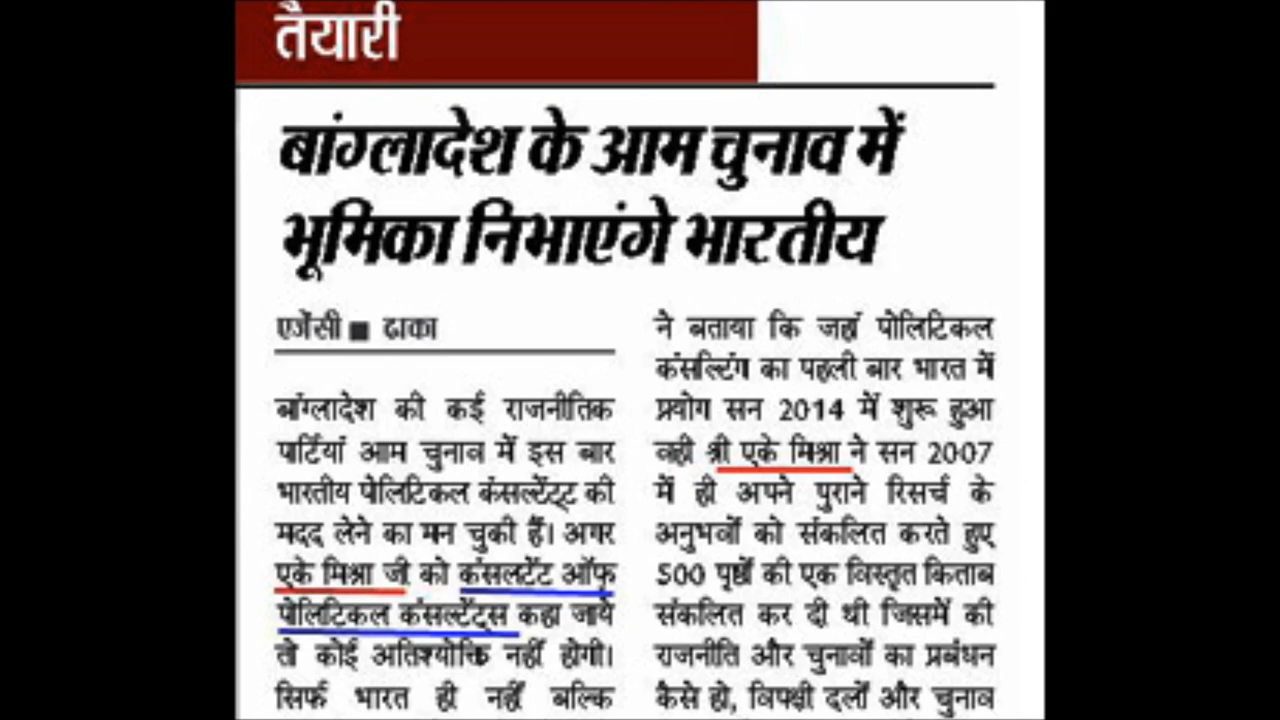 तैयारी
बांग्लादेश के आम चुनाव में
भूमिका निभाएंगे भारतीय
एजेंसी ■ ढाका
बांग्लादेश की कई राजनीतिक
पार्टियां आम चुनाव में इस बार
भारतीय पोलिटिकल कंसल्टेंट्ट की
मदद लेने का मन चुकी हैं। अगर
एके मिश्रा जी को कंसलटेंट ऑफ
पोलिटिकल कंसल्टेंट्स कहा जाये
तो कोई अतिश्योक्ति नहीं होगी।
सिर्फ भारत ही नहीं बल्कि
ने बताया कि जहां पोलिटिकल
कंसल्टिंग का पहली बार भारत में
प्रयोग सन 2014 में शुरू हुआ
वही श्री एके मिश्रा ने सन 2007
में ही अपने पुराने रिसर्च के
अनुभवों को संकलित करते हुए
500 पृष्ठों की एक विस्तृत किताब
संकलित कर दी थी जिसमें की
राजनीति और चुनावों का प्रबंधन
कैसे हो, विपक्षी दलों और चुनाव